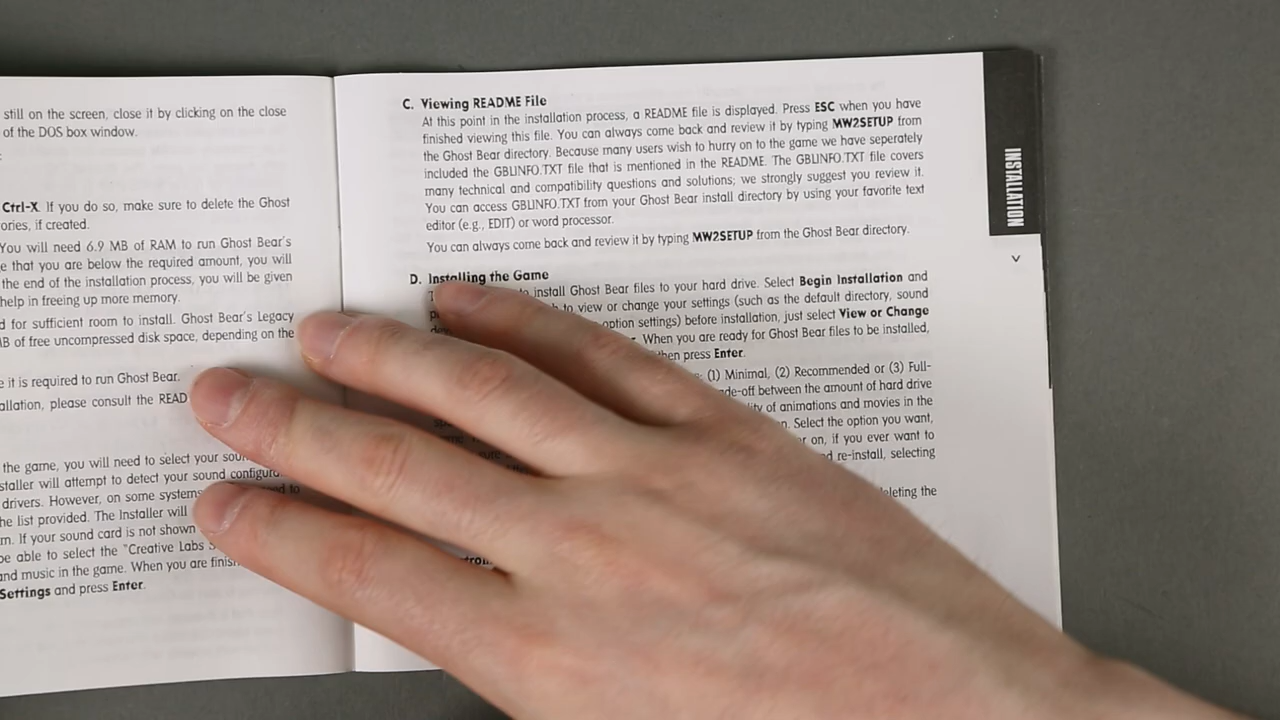 still on the screen, close it by clicking on the close
of the DOS box window.
:
Ctrl-X. If you do so, make sure to delete the Ghost
ories, if created.
You will need 6.9 MB of RAM to run Ghost Bear's
e that you are below the required amount, you will
the end of the installation process, you will be given
help in freeing up more memory.
d for sufficient room to install. Ghost Bear's Legacy
IB of free uncompressed disk space, depending on the
e it is required to run Ghost Bear.
allation, please consult the READ
the game, you will need to select your
staller will attempt to detect your sound
drivers. However, on some systems
he list provided. The Installer will
m. If your sound card is not shown
be able to select the "Creative Labs
and music in the game. When you are
Settings and press Enter.
C. Viewing README File
At this point in the installation process, a README file is displayed. Press ESC when you have
finished viewing this file. You can always come back and review it by typing MW2SETUP from
the Ghost Bear directory. Because many users wish to hurry on to the game we have seperately
included the GBLINFO.TXT file that is mentioned in the README. The GBLINFO.TXT file covers
many technical and compatibility questions and solutions; we strongly suggest you review it.
You can access GBLINFO.TXT from your Ghost Bear install directory by using your favorite text
editor (e.g., EDIT) or word processor.
You can always come back and review it by typing MW2SETUP from the Ghost Bear directory.
D. Installing the Game
to install Ghost Bear files to your hard drive. Select Begin Installation and
to view or change your settings (such as the default directory, sound
option settings) before installation, just select View or Change
When you are ready for Ghost Bear files to be installed,
then press Enter.
: (1) Minimal, (2) Recommended or (3) Full-
de-off between the amount of hard drive
lity of animations and movies in the
n. Select the option you want,
r on, if you ever want to
d re-install, selecting
leting the
INSTALLATION